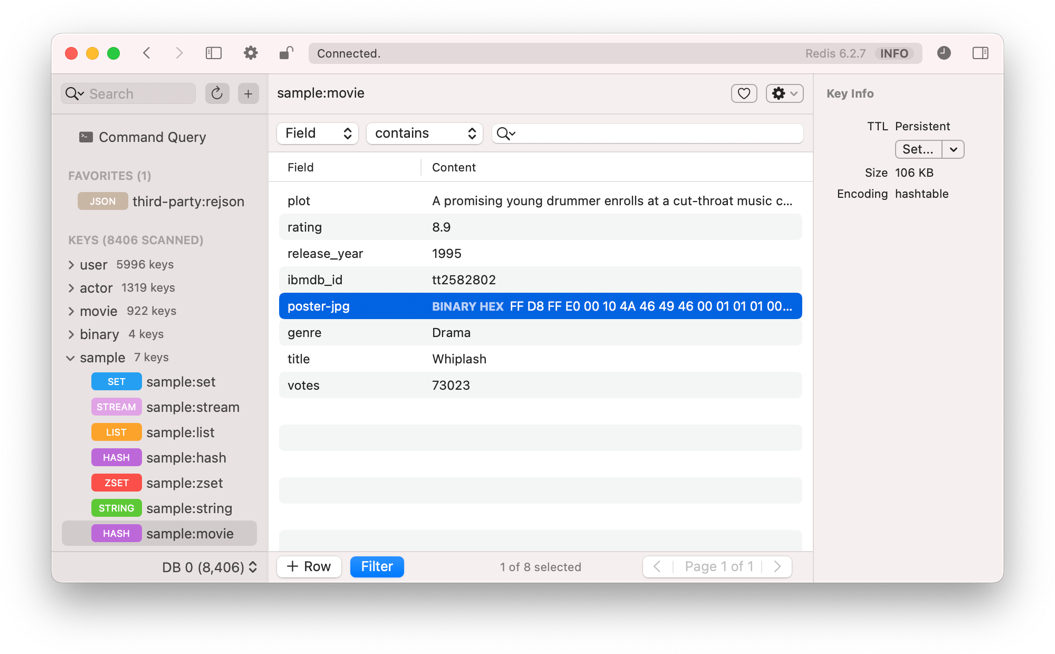 Connected.
Redis 6.2.7 INFO
Search
+
Command Query
FAVORITES (1)
JSON third-party:rejson
KEYS (8406 SCANNED)
user 5996 keys
actor 1319 keys
movie 922 keys
binary 4 keys
sample 7 keys
SET sample:set
STREAM sample:stream
LIST sample:list
HASH sample:hash
ZSET sample:zset
STRING sample:string
HASH sample:movie
DB 0 (8,406)
sample:movie
Field contains
Field Content
plot A promising young drummer enrolls at a cut-throat music c...
rating 8.9
release_year 1995
ibmdb_id tt2582802
poster-jpg BINARY HEX FF D8 FF E0 00 10 4A 46 49 46 00 01 01 01 00...
genre Drama
title Whiplash
votes 73023
+ Row Filter 1 of 8 selected Page 1 of 1
Key Info
TTL Persistent
Set...
Size 106 KB
Encoding hashtable